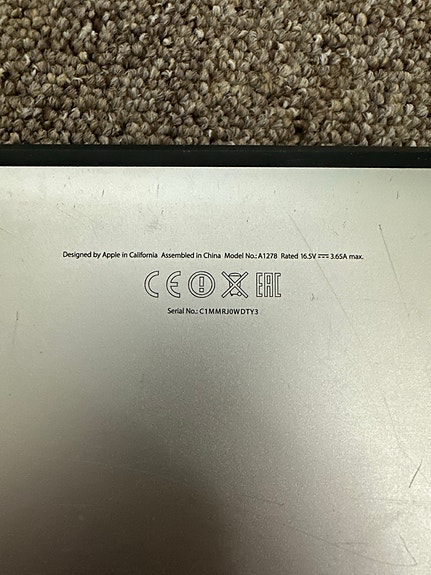 Designed by Apple in California Assembled in China Model No.: A1278 Rated 16.5V ⎓ 3.65A max.
CE EAC
Serial No.: C1MMRJ0WDTY3